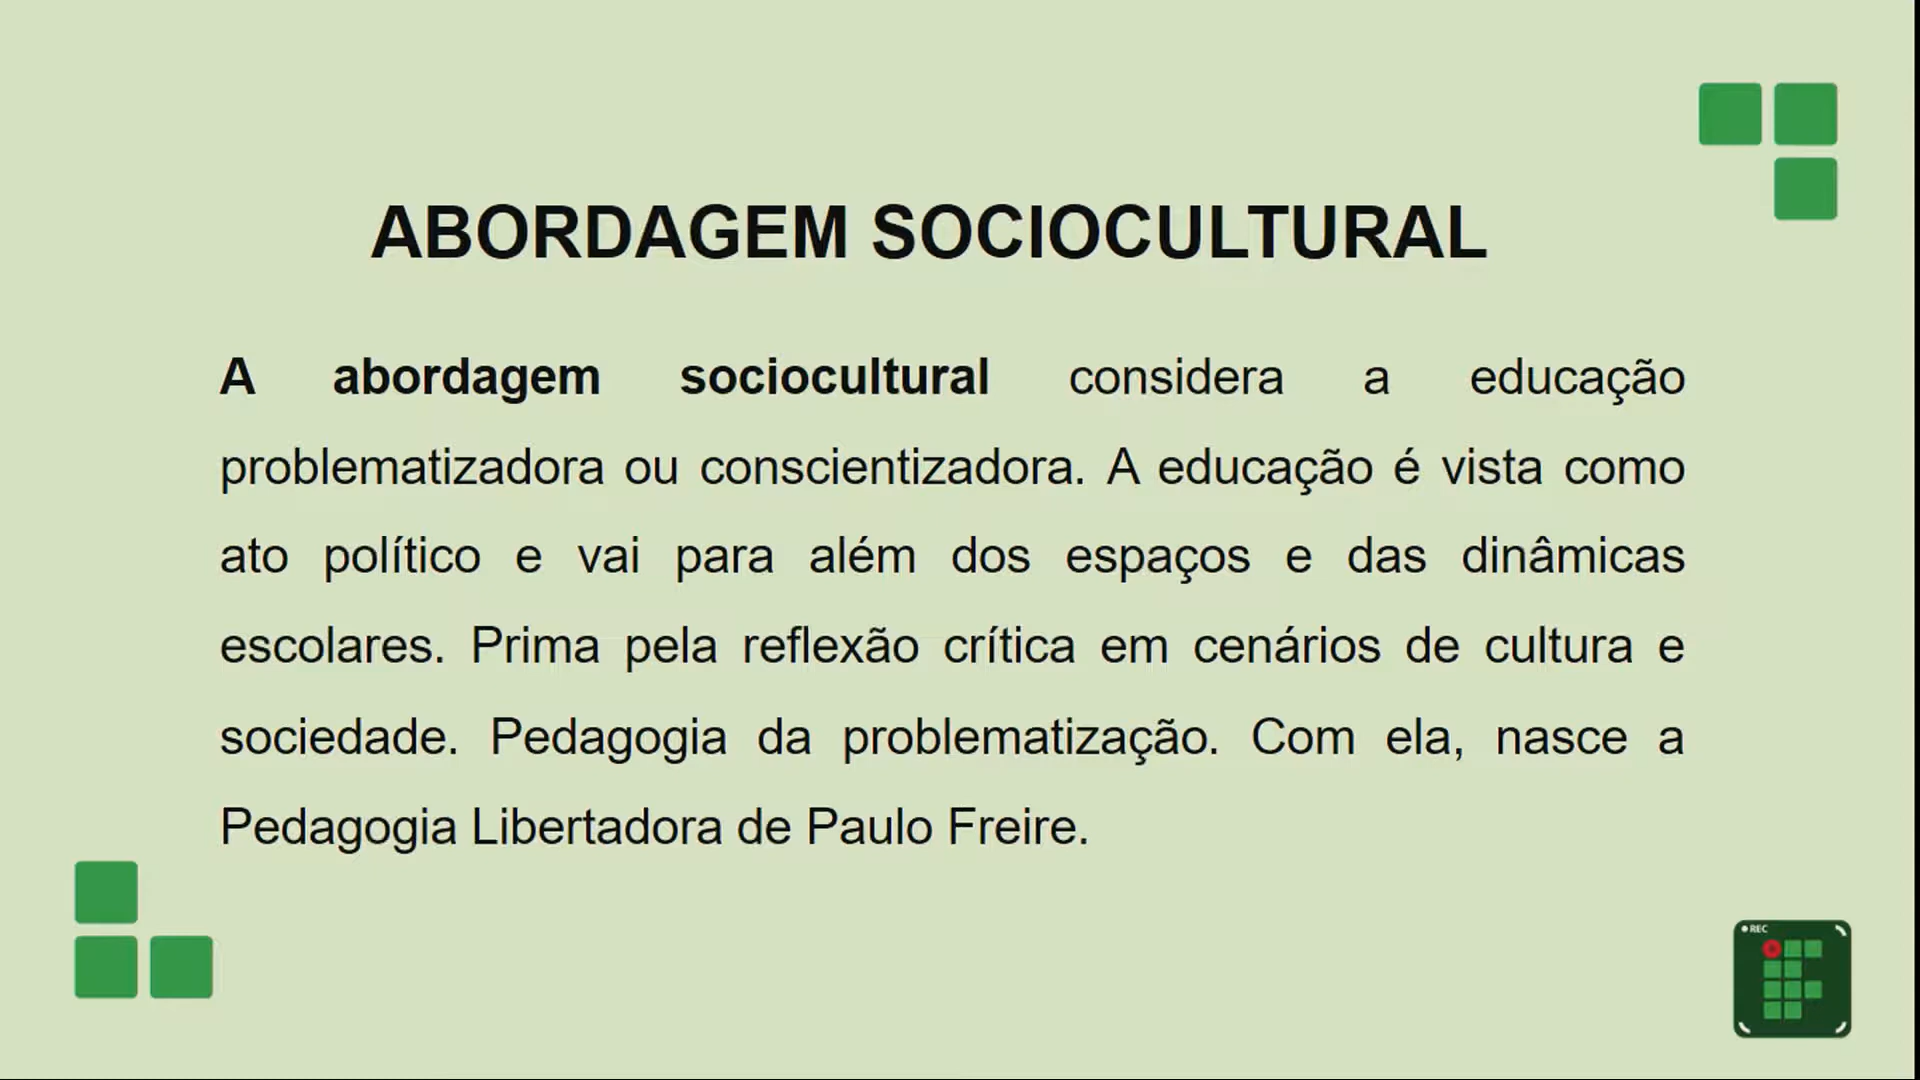 ABORDAGEM SOCIOCULTURAL
A abordagem sociocultural considera a educação
problematizadora ou conscientizadora. A educação é vista como
ato político e vai para além dos espaços e das dinâmicas
escolares. Prima pela reflexão crítica em cenários de cultura e
sociedade. Pedagogia da problematização. Com ela, nasce a
Pedagogia Libertadora de Paulo Freire.
REC